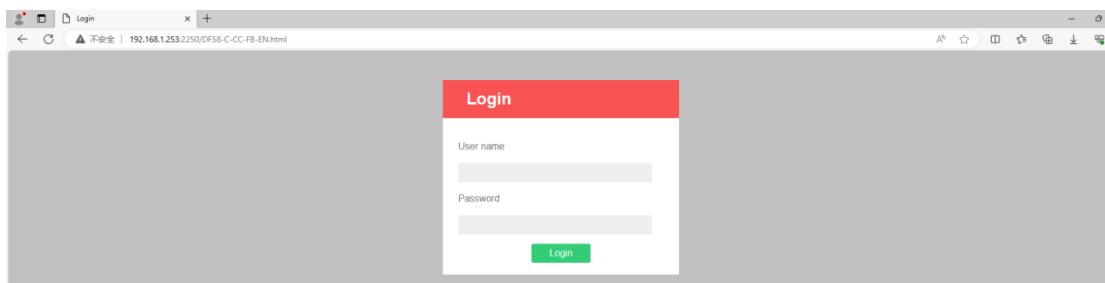 Login
不安全 | 192.168.1.253:2250/DF58-C-CC-FB-EN.html
Login
User name
Password
Login